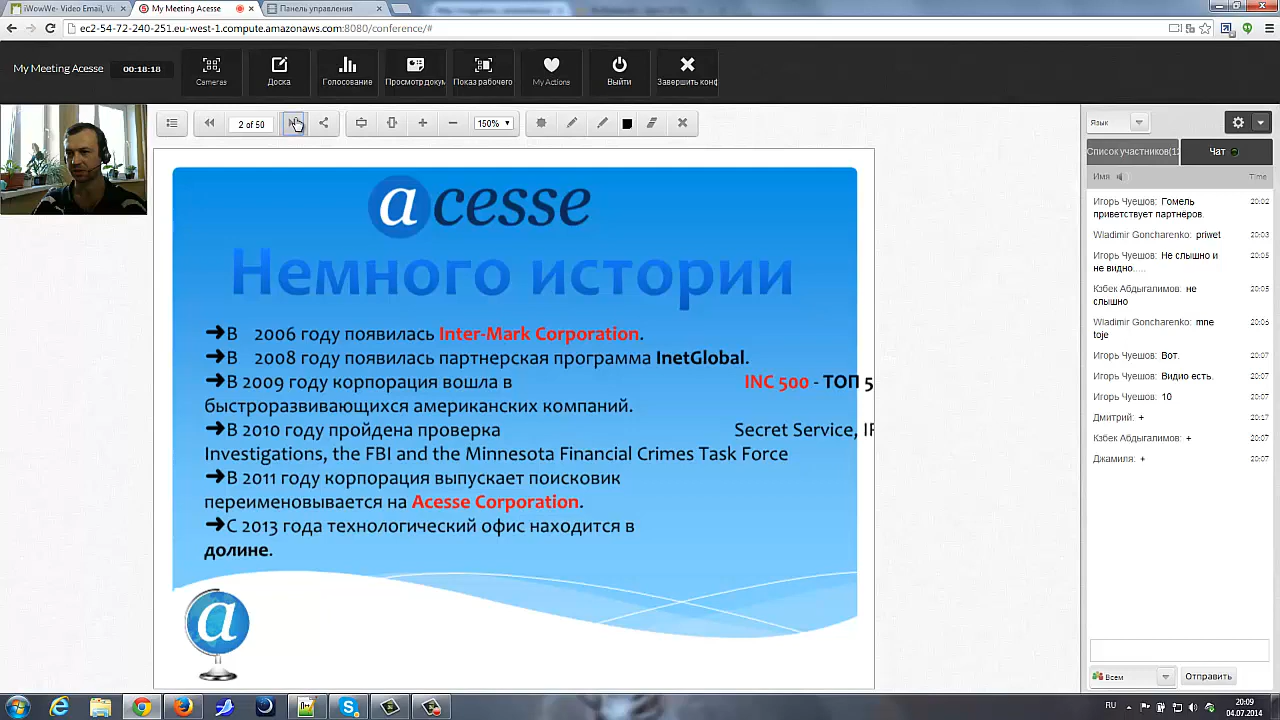 iWowWe- Video Email, Vi
My Meeting Acesse
Панель управления
ec2-54-72-240-251.eu-west-1.compute.amazonaws.com:8080/conference/#
My Meeting Acesse
00:18:18
Cameras
Доска
Голосование
Просмотр докум
Показ рабочего
My Actions
Выйти
Завершить конф
2 of 50
150%
Язык
Список участников(12
Чат
Имя
Time
acesse
Немного истории
➔В 2006 году появилась Inter-Mark Corporation.
➔В 2008 году появилась партнерская программа InetGlobal.
➔В 2009 году корпорация вошла в INC 500 - ТОП 5
быстроразвивающихся американских компаний.
➔В 2010 году пройдена проверка Secret Service, IF
Investigations, the FBI and the Minnesota Financial Crimes Task Force
➔В 2011 году корпорация выпускает поисковик
переименовывается на Acesse Corporation.
➔С 2013 года технологический офис находится в
долине.
a
Игорь Чуешов: Гомель 20:02
приветствует партнеров.
Wladimir Goncharenko: priwet 20:03
Игорь Чуешов: Не слышно и 20:05
не видно.....
Кэбек Абдыгалимов: не 20:05
слышно
Wladimir Goncharenko: mne 20:06
toje
Игорь Чуешов: Вот. 20:07
Игорь Чуешов: Видио есть. 20:07
Игорь Чуешов: 10 20:08
Дмитрий: + 20:17
Кэбек Абдыгалимов: + 20:07
Джамиля: + 20:07
Всем
Отправить
RU
20:09
04.07.2014